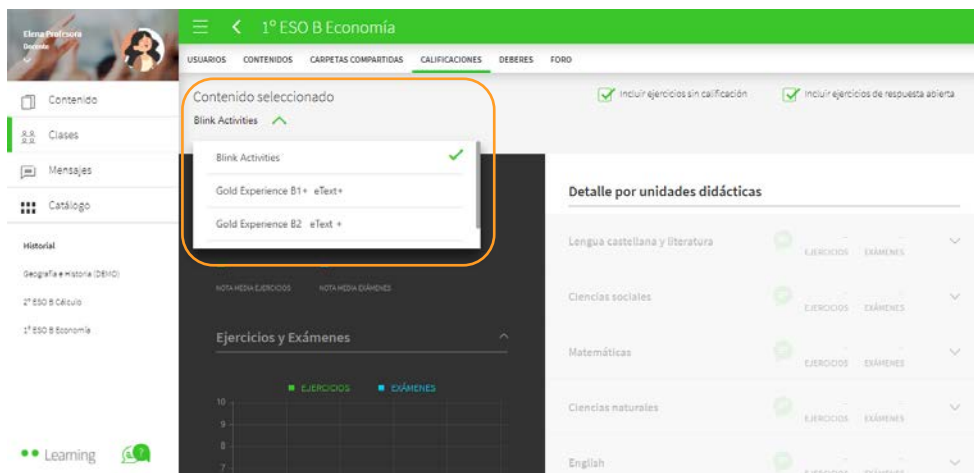 Elena Profesora
Docente
1º ESO B Economía
USUARIOS CONTENIDOS CARPETAS COMPARTIDAS CALIFICACIONES DEBERES FORO
Contenido
Clases
Mensajes
Catálogo
Historial
Geografía e Historia (DEMO)
2º ESO B Cálculo
1º ESO B Economía
Learning
?
Contenido seleccionado
Blink Activities
Incluir ejercicios sin calificación
Incluir ejercicios de respuesta abierta
Blink Activities
Gold Experience B1+ eText+
Gold Experience B2 eText +
NOTA MEDIA EJERCICIOS NOTA MEDIA EXÁMENES
Ejercicios y Exámenes
EJERCICIOS EXÁMENES
10
9
8
7
Detalle por unidades didácticas
Lengua castellana y literatura
EJERCICIOS EXÁMENES
Ciencias sociales
EJERCICIOS EXÁMENES
Matemáticas
EJERCICIOS EXÁMENES
Ciencias naturales
EJERCICIOS EXÁMENES
English
EJERCICIOS EXÁMENES